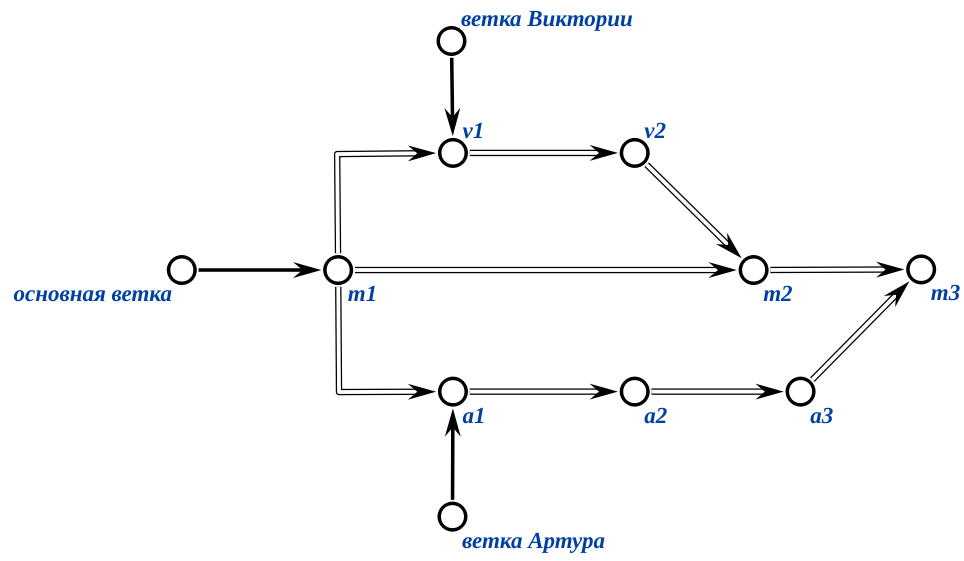 ветка Виктории
v1
v2
основная ветка
m1
m2
m3
a1
a2
a3
ветка Артура